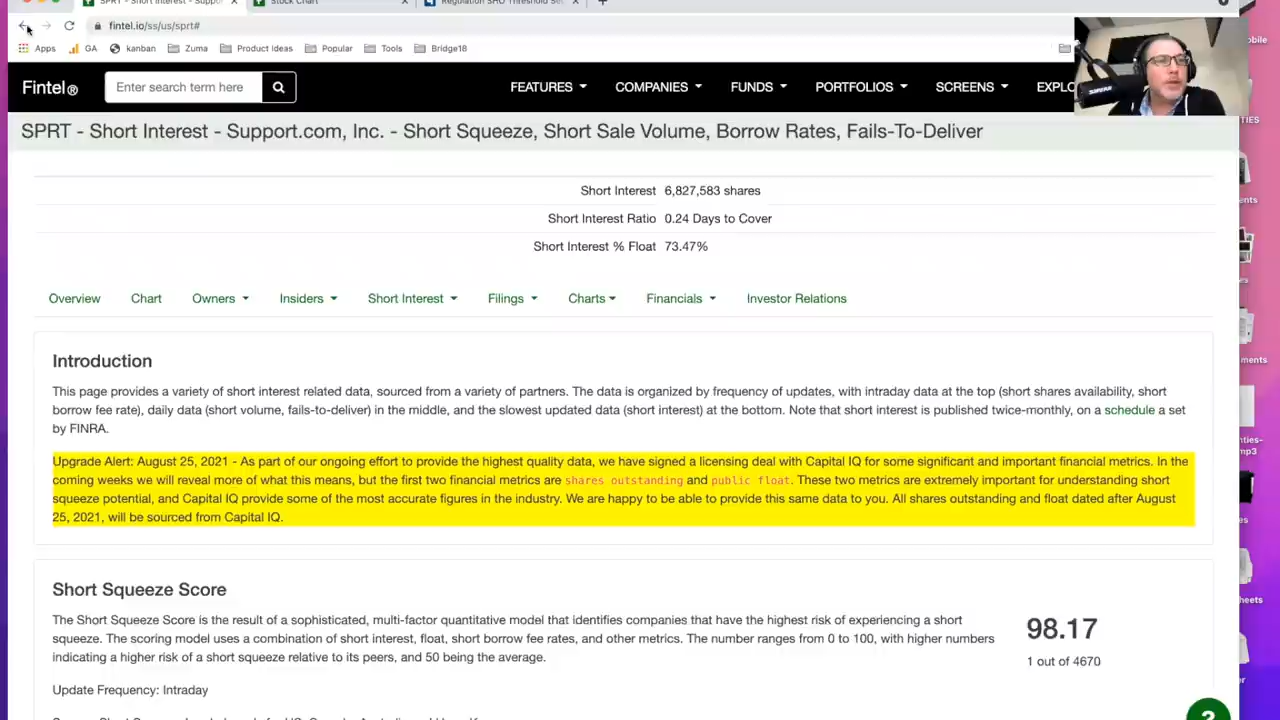 SPRT - Short Interest - Suppo
Stock Chart
Regulation SHO Threshold Sec
fintel.io/ss/us/sprt#
Apps GA kanban Zuma Product Ideas Popular Tools Bridge18
Fintel® Enter search term here FEATURES COMPANIES FUNDS PORTFOLIOS SCREENS EXPLO
SHURE
SPRT - Short Interest - Support.com, Inc. - Short Squeeze, Short Sale Volume, Borrow Rates, Fails-To-Deliver
Short Interest 6,827,583 shares
Short Interest Ratio 0.24 Days to Cover
Short Interest % Float 73.47%
Overview Chart Owners Insiders Short Interest Filings Charts Financials Investor Relations
Introduction
This page provides a variety of short interest related data, sourced from a variety of partners. The data is organized by frequency of updates, with intraday data at the top (short shares availability, short
borrow fee rate), daily data (short volume, fails-to-deliver) in the middle, and the slowest updated data (short interest) at the bottom. Note that short interest is published twice-monthly, on a schedule a set
by FINRA.
Upgrade Alert: August 25, 2021 - As part of our ongoing effort to provide the highest quality data, we have signed a licensing deal with Capital IQ for some significant and important financial metrics. In the
coming weeks we will reveal more of what this means, but the first two financial metrics are shares outstanding and public float. These two metrics are extremely important for understanding short
squeeze potential, and Capital IQ provide some of the most accurate figures in the industry. We are happy to be able to provide this same data to you. All shares outstanding and float dated after August
25, 2021, will be sourced from Capital IQ.
Short Squeeze Score
The Short Squeeze Score is the result of a sophisticated, multi-factor quantitative model that identifies companies that have the highest risk of experiencing a short
squeeze. The scoring model uses a combination of short interest, float, short borrow fee rates, and other metrics. The number ranges from 0 to 100, with higher numbers
indicating a higher risk of a short squeeze relative to its peers, and 50 being the average.
98.17
1 out of 4670
Update Frequency: Intraday